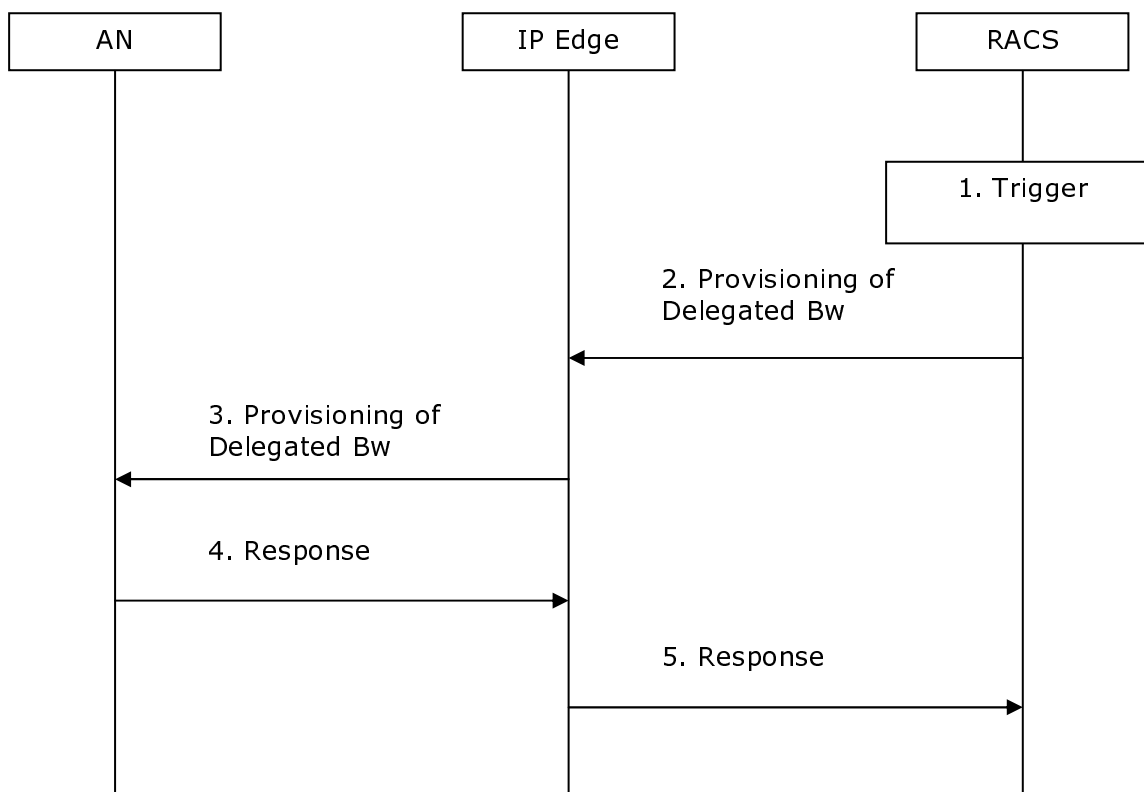 AN
IP Edge
RACS
1. Trigger
2. Provisioning of
Delegated Bw
3. Provisioning of
Delegated Bw
4. Response
5. Response